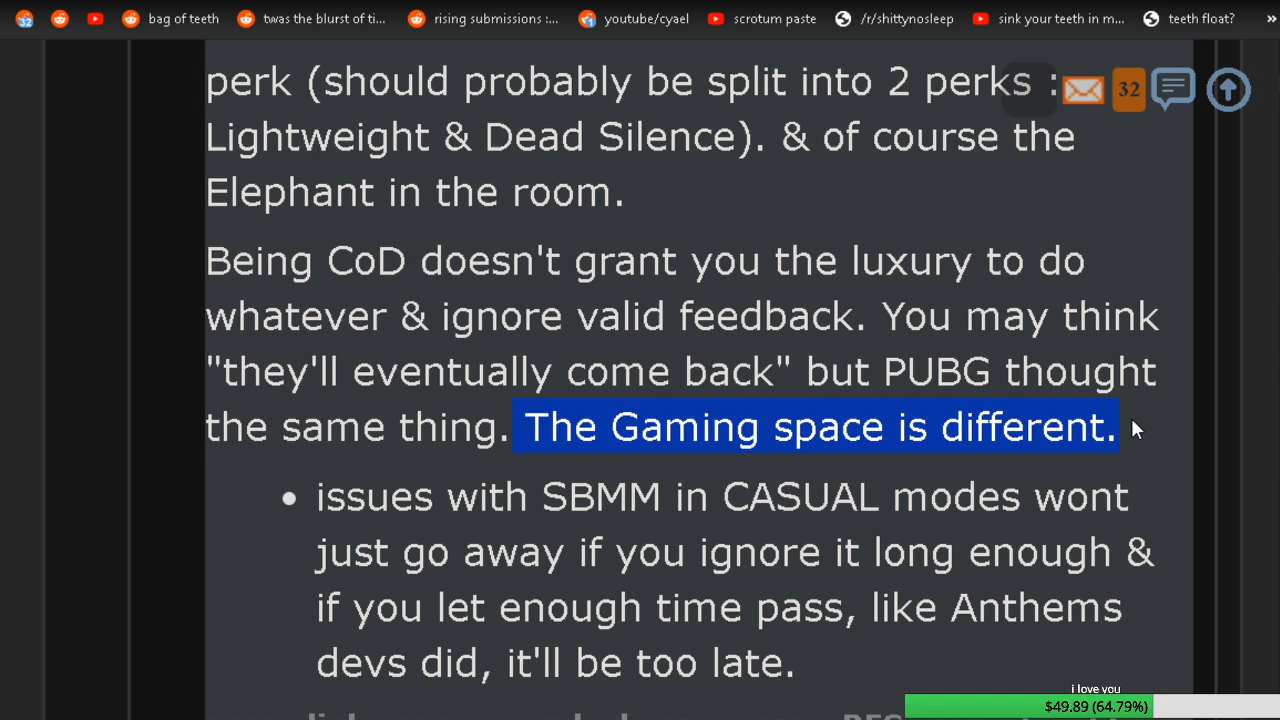 32 bag of teeth twas the blurst of ti... rising submissions :... youtube/cyael scrotum paste /r/shittynosleep sink your teeth in m... teeth float? »
perk (should probably be split into 2 perks :
32
Lightweight & Dead Silence). & of course the
Elephant in the room.
Being CoD doesn't grant you the luxury to do
whatever & ignore valid feedback. You may think
"they'll eventually come back" but PUBG thought
the same thing. The Gaming space is different.
• issues with SBMM in CASUAL modes wont
just go away if you ignore it long enough &
if you let enough time pass, like Anthems
devs did, it'll be too late.
i love you
$49.89 (64.79%)